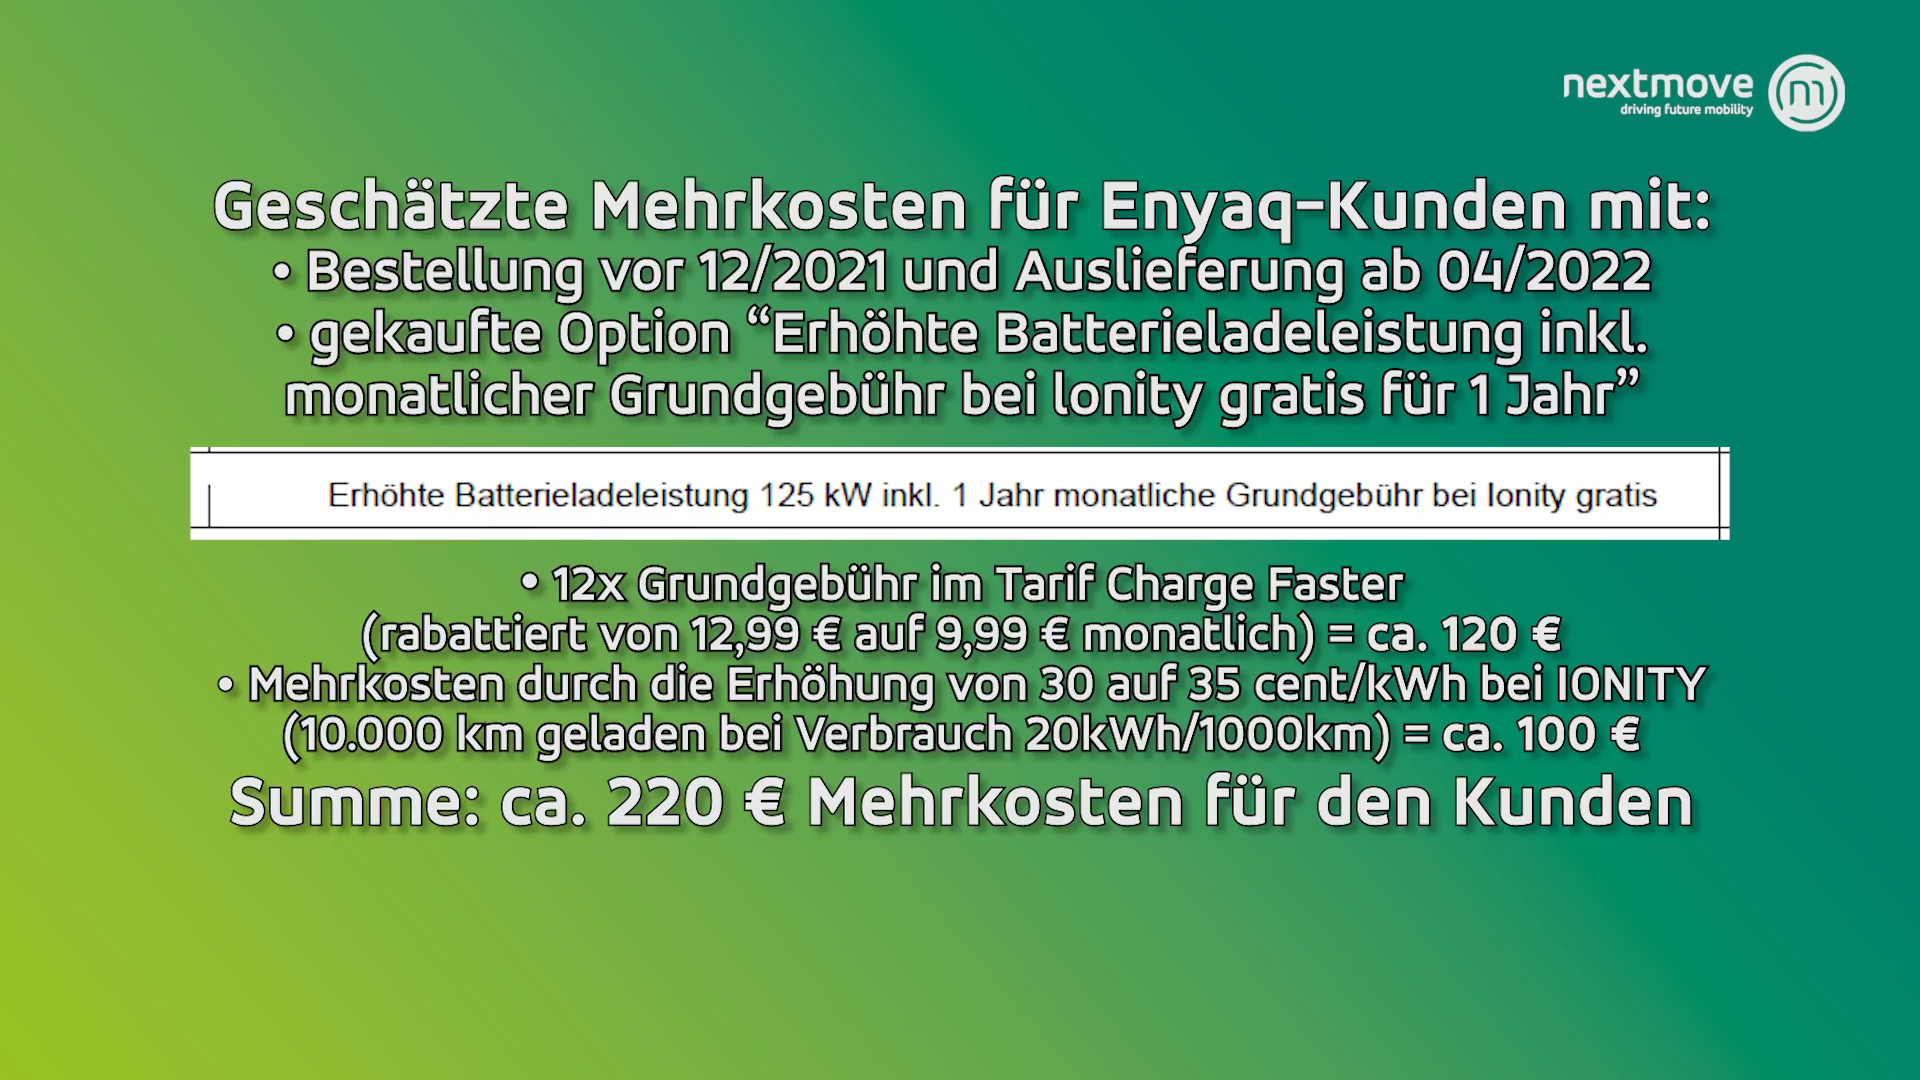 nextmove
driving future mobility
Geschätzte Mehrkosten für Enyaq-Kunden mit:
• Bestellung vor 12/2021 und Auslieferung ab 04/2022
• gekaufte Option “Erhöhte Batterieladeleistung inkl.
monatlicher Grundgebühr bei lonity gratis für 1 Jahr”
Erhöhte Batterieladeleistung 125 kW inkl. 1 Jahr monatliche Grundgebühr bei Ionity gratis
• 12x Grundgebühr im Tarif Charge Faster
(rabattiert von 12,99 € auf 9,99 € monatlich) = ca. 120 €
• Mehrkosten durch die Erhöhung von 30 auf 35 cent/kWh bei IONITY
(10.000 km geladen bei Verbrauch 20kWh/1000km) = ca. 100 €
Summe: ca. 220 € Mehrkosten für den Kunden